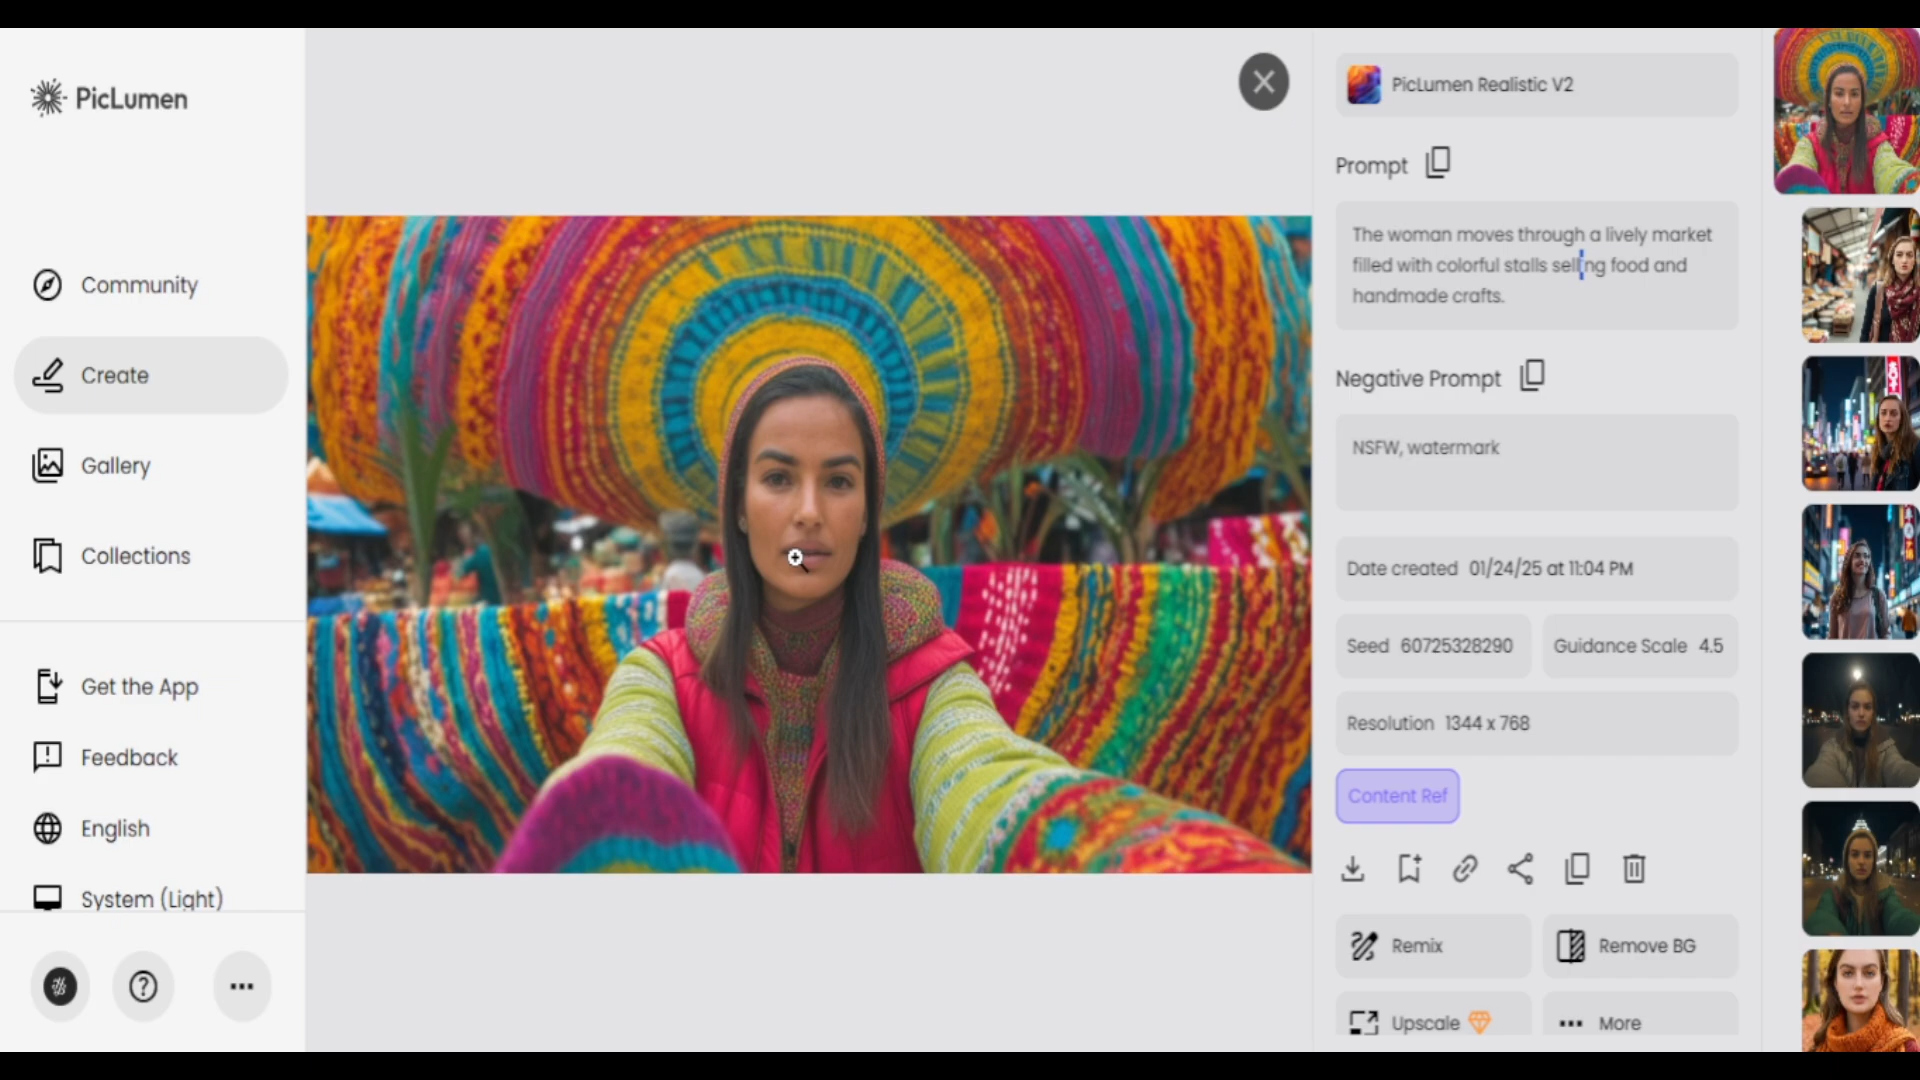 PicLumen
Community
Create
Gallery
Collections
Get the App
Feedback
English
System (Light)
PicLumen Realistic V2
Prompt
The woman moves through a lively market
filled with colorful stalls selling food and
handmade crafts.
Negative Prompt
NSFW, watermark
Date created 01/24/25 at 11:04 PM
Seed 60725328290
Guidance Scale 4.5
Resolution 1344 x 768
Content Ref
Remix
Remove BG
Upscale
More